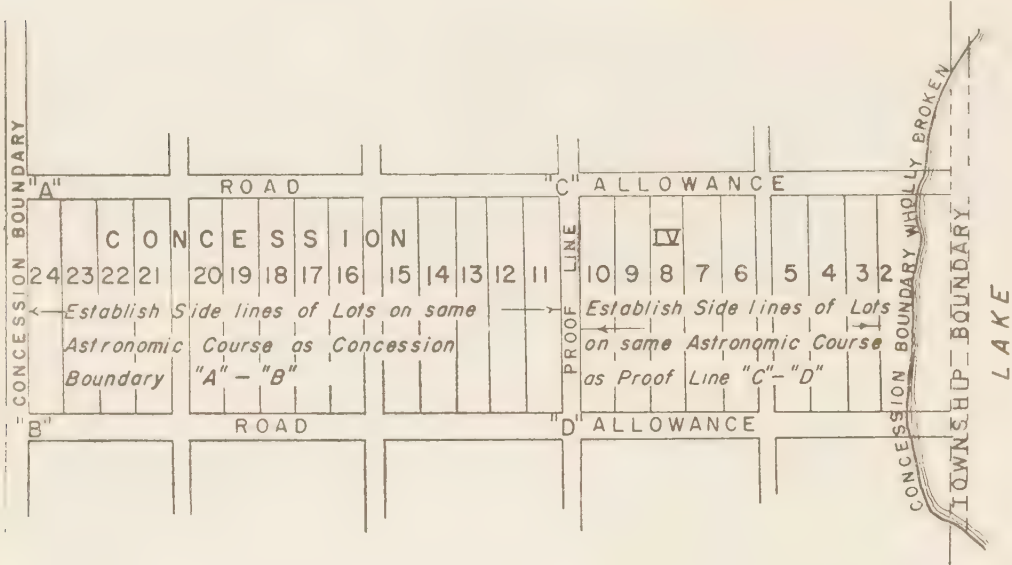 "A" ROAD "C" ALLOWANCE
CONCESSION IV
24 23 22 21 20 19 18 17 16 15 14 13 12 11 10 9 8 7 6 5 4 3 2
Establish Side lines of Lots on same
Astronomic Course as Concession
Boundary "A" – "B"
Establish Side lines of Lots
on same Astronomic Course
as Proof Line "C"–"D"
"B" ROAD "D" ALLOWANCE
CONCESSION BOUNDARY
PROOF LINE
CONCESSION BOUNDARY WHOLLY BROKEN
TOWNSHIP BOUNDARY
LAKE